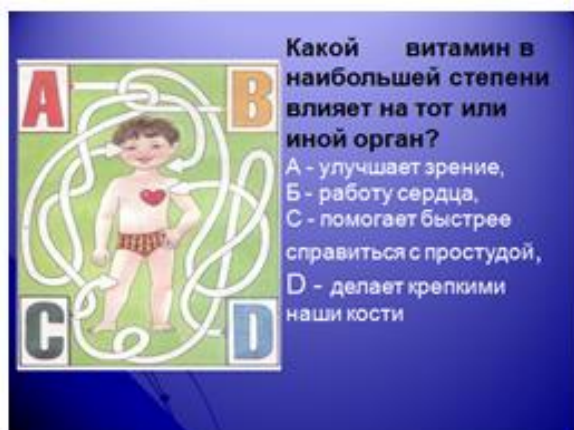 A
B
C
D
Какой витамин в
наибольшей степени
влияет на тот или
иной орган?
А - улучшает зрение,
Б - работу сердца,
С - помогает быстрее
справиться с простудой,
D - делает крепкими
наши кости